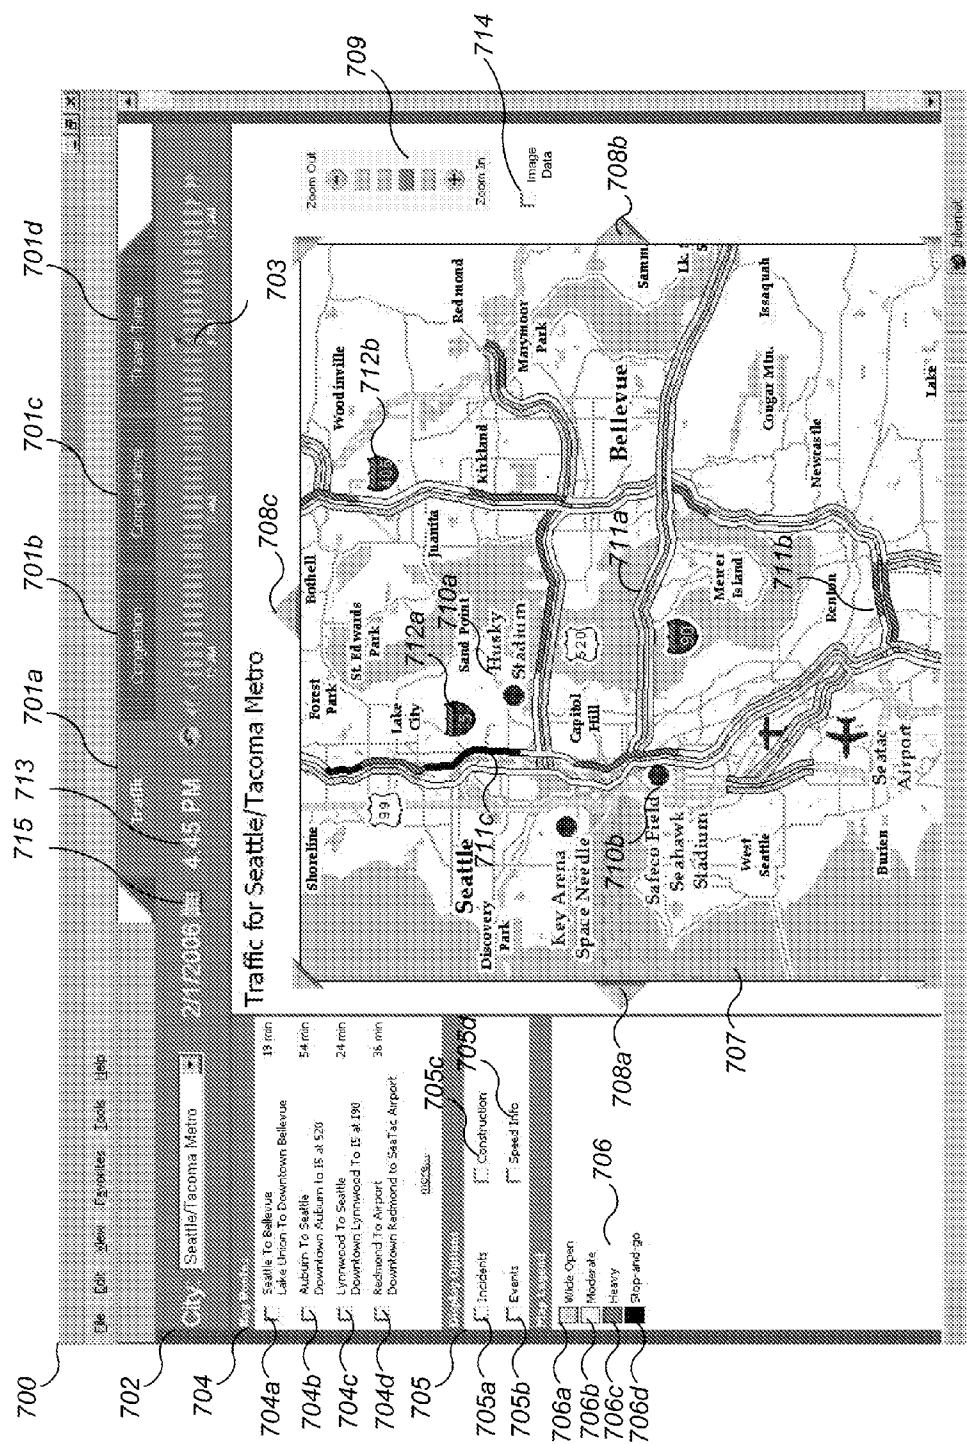 700
702
704
704a
704b
704c
704d
705
705a
705b
706a
706b
706c
706d
715
713
701a
701b
701c
701d
703
File Edit View Favorites Tools Help
City
Seattle/Tacoma Metro
2/1/2006
4:45 PM
Traffic
Seattle To Bellevue
Lake Union To Downtown Bellevue
19 min
Auburn To Seattle
Downtown Auburn to I5 at 520
54 min
Lynnwood To Seattle
Downtown Lynnwood To I5 at I90
24 min
Redmond To Airport
Downtown Redmond to SeaTac Airport
36 min
more...
705c
705d
Incidents
Construction
Events
Speed Info
706
Wide Open
Moderate
Heavy
Stop-and-go
Traffic for Seattle/Tacoma Metro
708c
708a
708b
707
709
714
Zoom Out
Zoom In
Image
Data
Shoreline
Forest
Park
Bothell
Woodinville
Redmond
St. Edwards
Park
Lake
City
Juanita
99
712a
712b
710a
Sand Point
Kirkland
Marymoor
Park
Seattle
Discovery
Park
711c
Husky
Stadium
Key Arena
Space Needle
Capitol
Hill
520
Bellevue
711a
710b
Safeco Field
Seahawk
Stadium
Samm
Lk.
S
West
Seattle
Mercer
Island
711b
Cougar Mtn.
Issaquah
Newcastle
Renton
Burien
Seatac
Airport
Lake
Internet